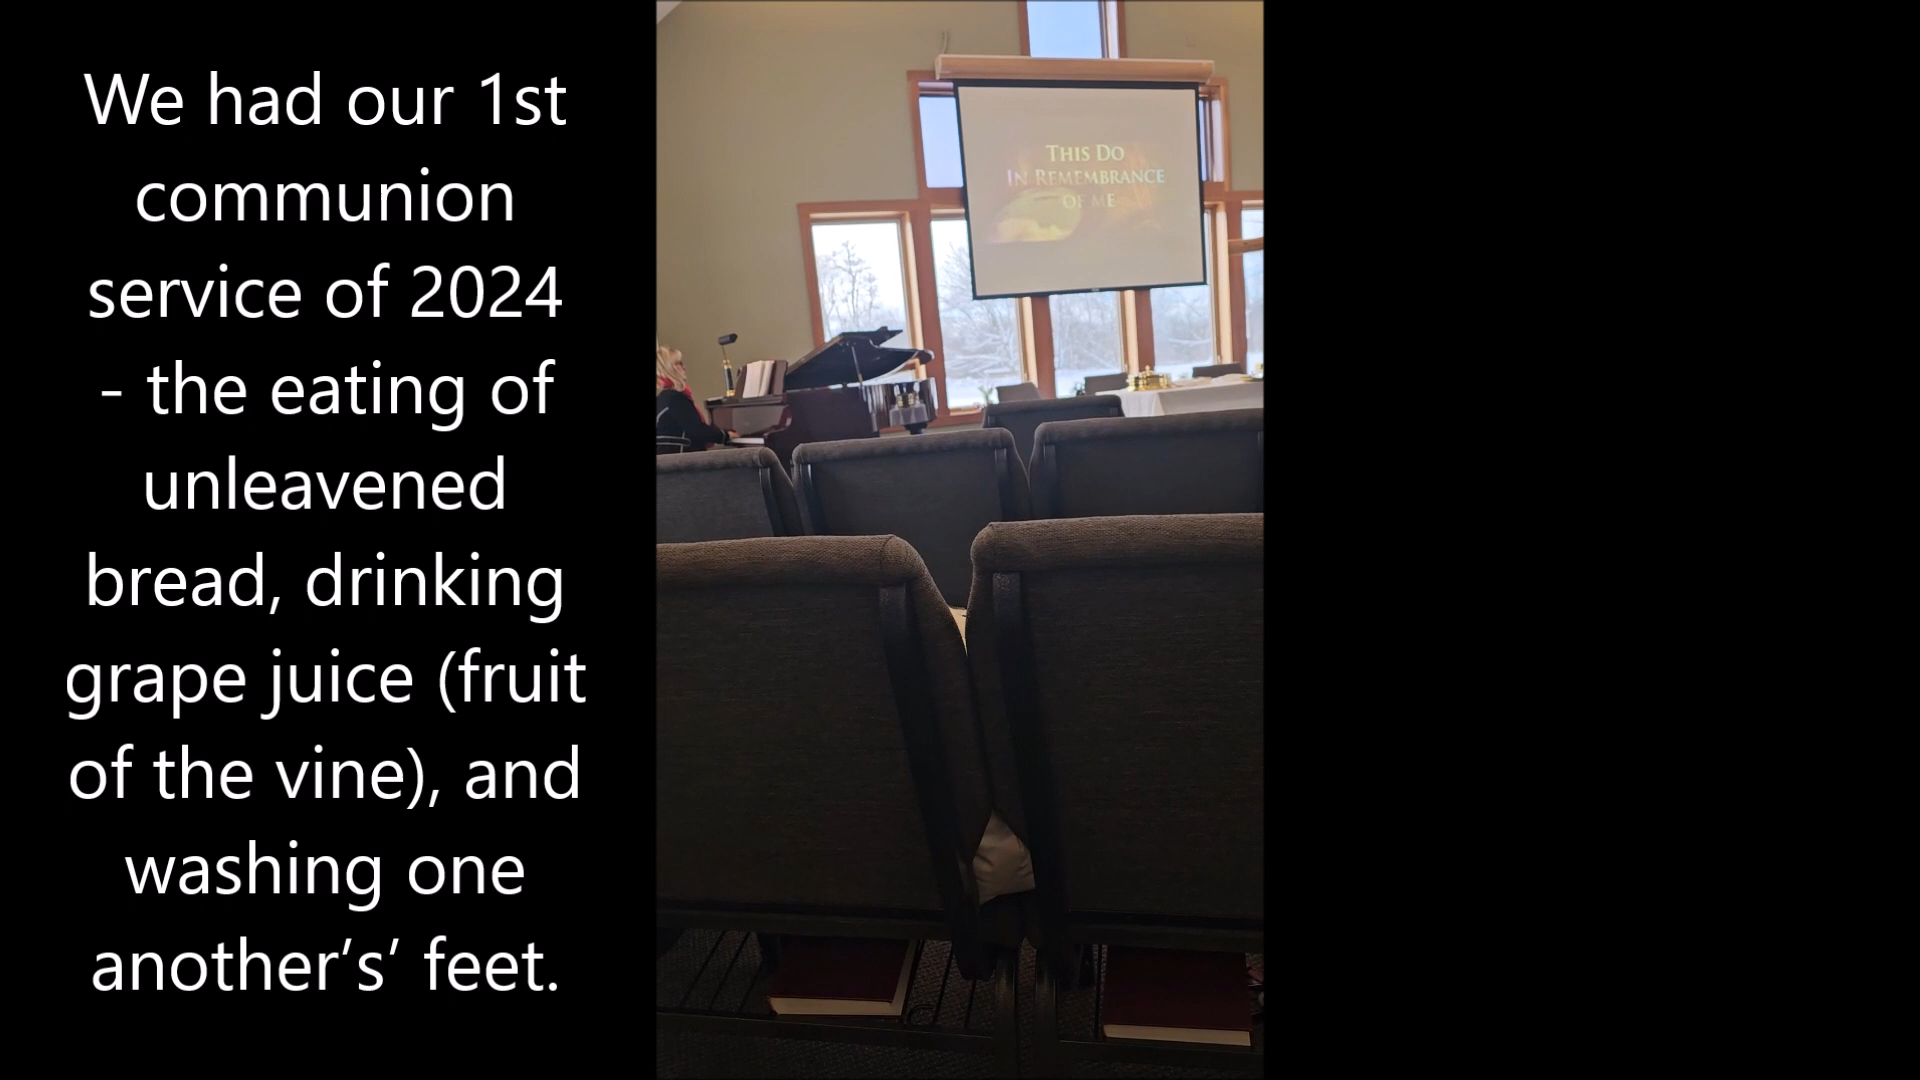 We had our 1st
communion
service of 2024
- the eating of
unleavened
bread, drinking
grape juice (fruit
of the vine), and
washing one
another’s’ feet.
THIS DO
IN REMEMBRANCE
OF ME